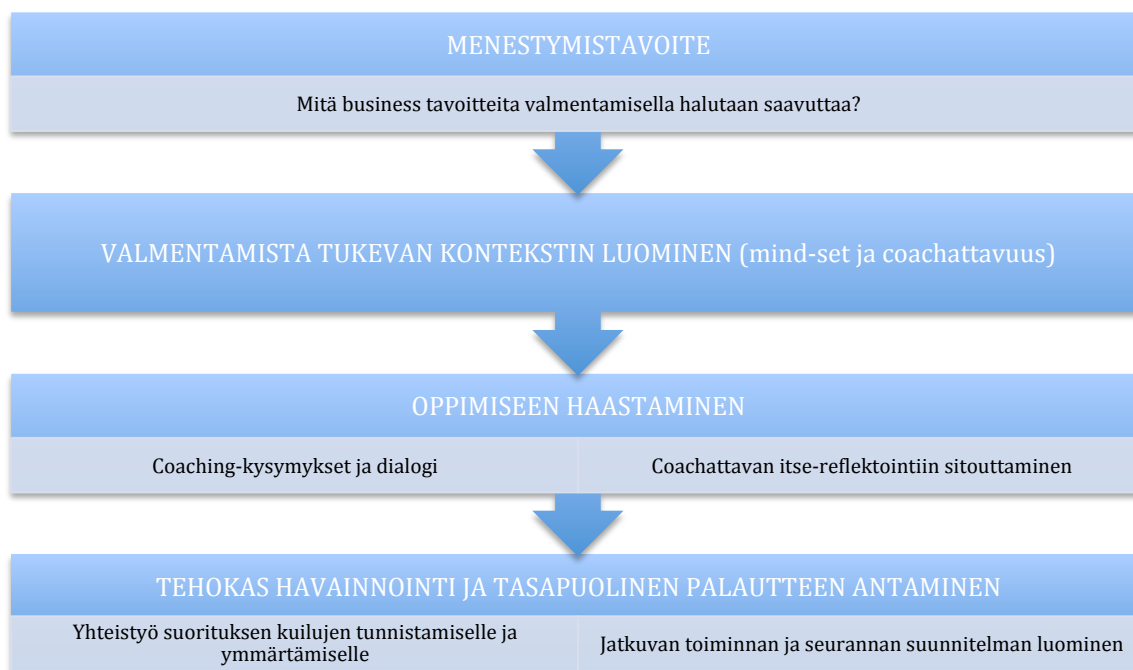 MENESTYMISTAVOITE
Mitä business tavoitteita valmentamisella halutaan saavuttaa?
VALMENTAMISTA TUKEVAN KONTEKSTIN LUOMINEN (mind-set ja coachattavuus)
OPPIMISEEN HAASTAMINEN
Coaching-kysymykset ja dialogi
Coachattavan itse-reflektointiin sitouttaminen
TEHOKAS HAVAINNOINTI JA TASAPUOLINEN PALAUTTEEN ANTAMINEN
Yhteistyö suorituksen kuilujen tunnistamiselle ja
ymmärtämiselle
Jatkuvan toiminnan ja seurannan suunnitelman luominen